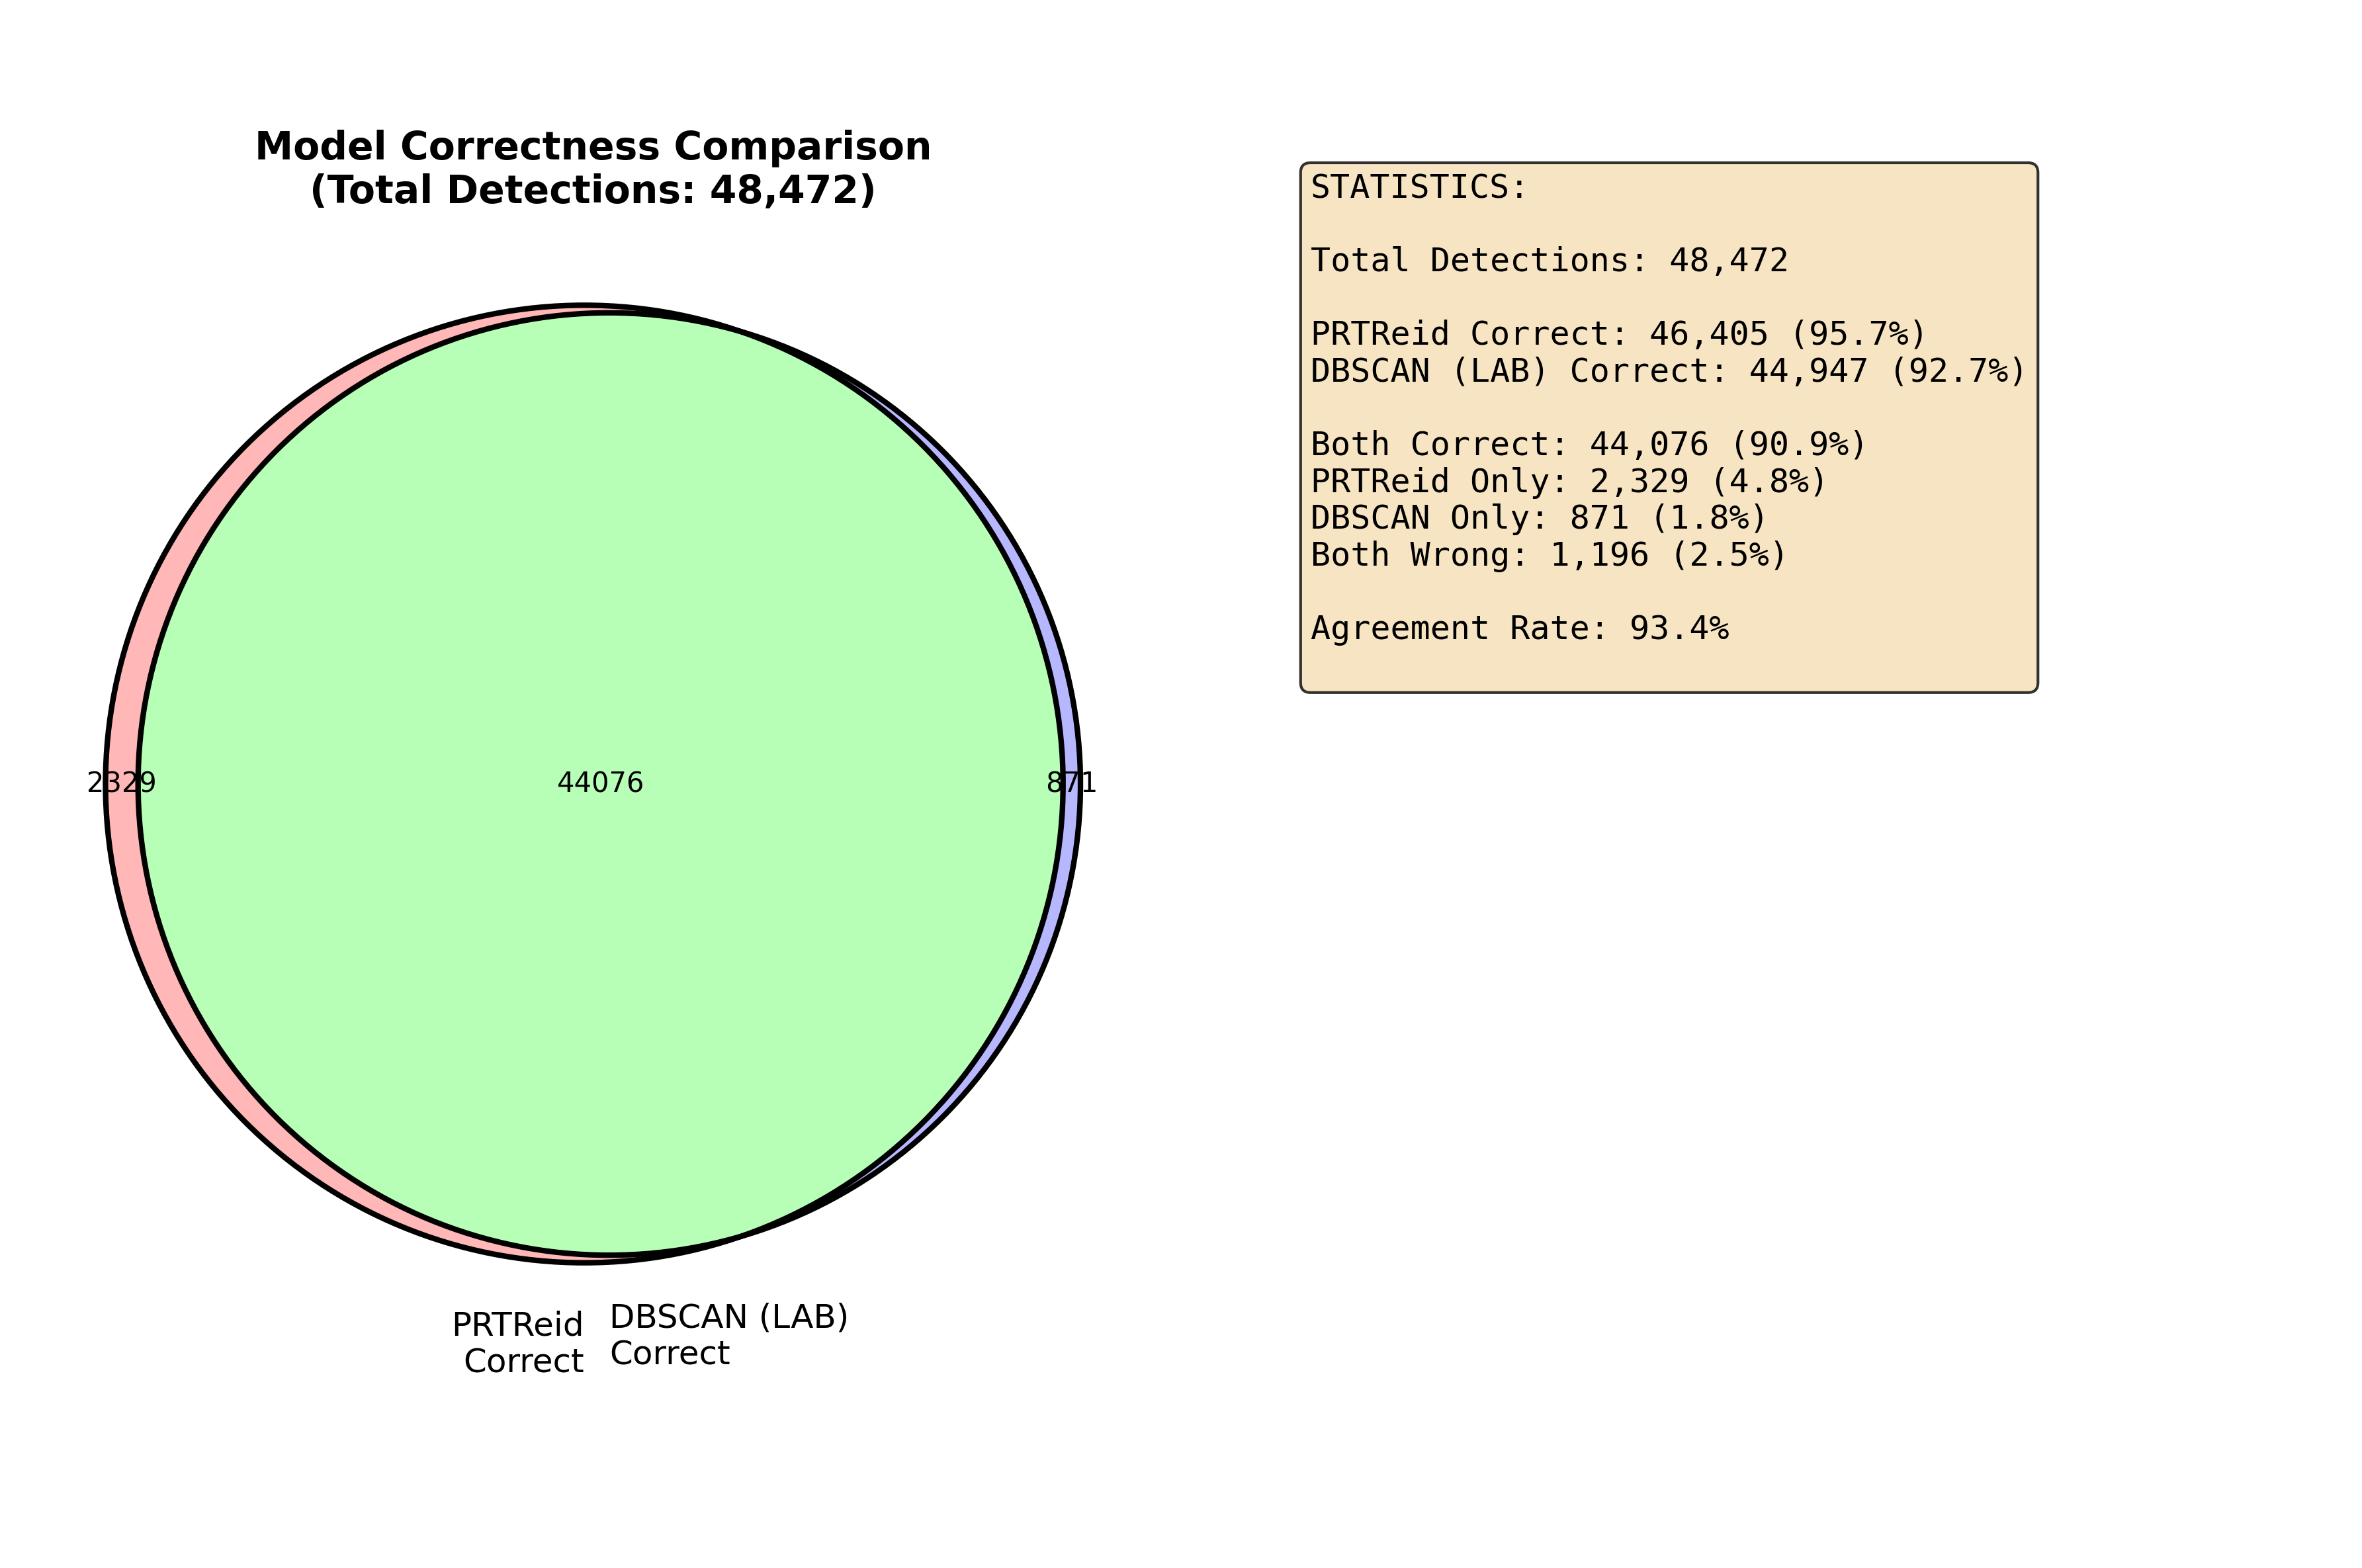 Model Correctness Comparison
(Total Detections: 48,472)
2329
44076
871
PRTReid
Correct
DBSCAN (LAB)
Correct
STATISTICS:
Total Detections: 48,472
PRTReid Correct: 46,405 (95.7%)
DBSCAN (LAB) Correct: 44,947 (92.7%)
Both Correct: 44,076 (90.9%)
PRTReid Only: 2,329 (4.8%)
DBSCAN Only: 871 (1.8%)
Both Wrong: 1,196 (2.5%)
Agreement Rate: 93.4%